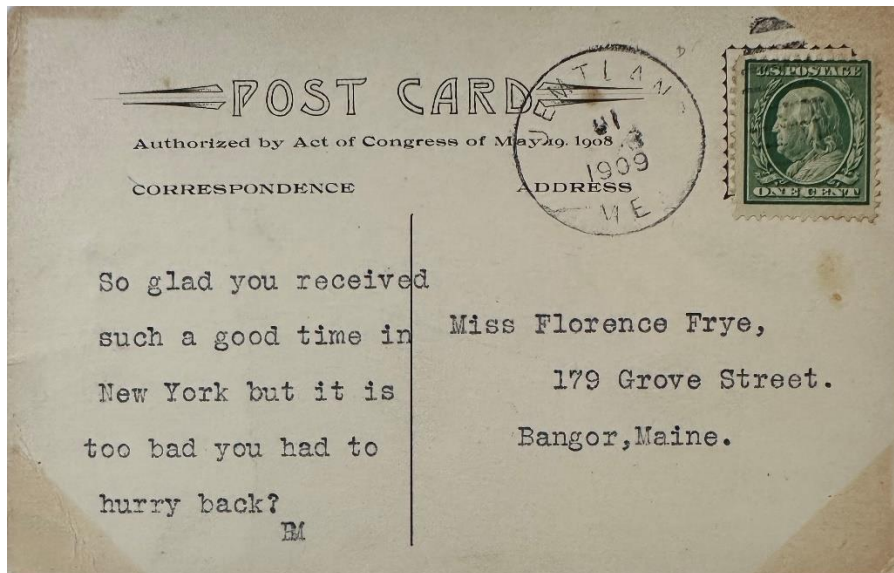 POST CARD
Authorized by Act of Congress of May 19. 1908
CORRESPONDENCE
ADDRESS
JEMTLAND
1909
ME
U.S. POSTAGE
ONE CENT
So glad you received
such a good time in
New York but it is
too bad you had to
hurry back?
Miss Florence Frye,
179 Grove Street.
Bangor,Maine.